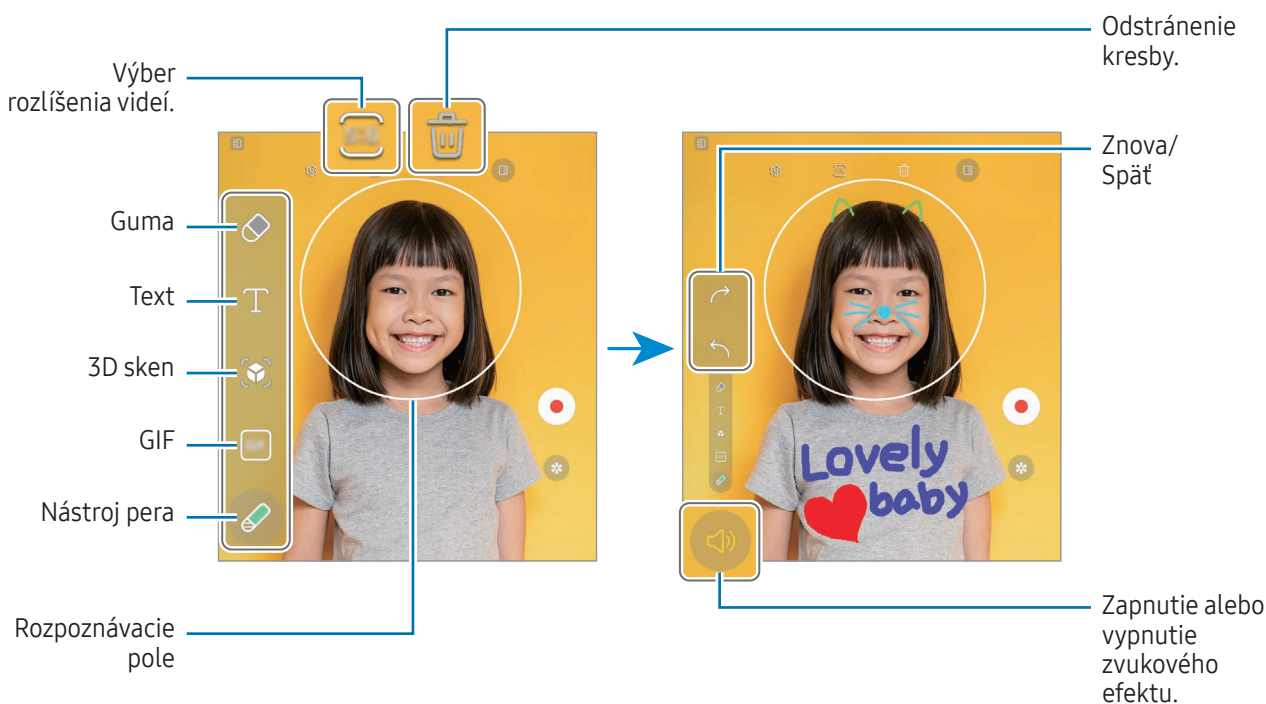 Odstránenie
kresby.
Výber
rozlíšenia videí.
Znova/
Späť
Guma
Text
T
3D sken
GIF
Nástroj pera
T
Lovely
baby
Rozpoznávacie
pole
Zapnutie alebo
vypnutie
zvukového
efektu.